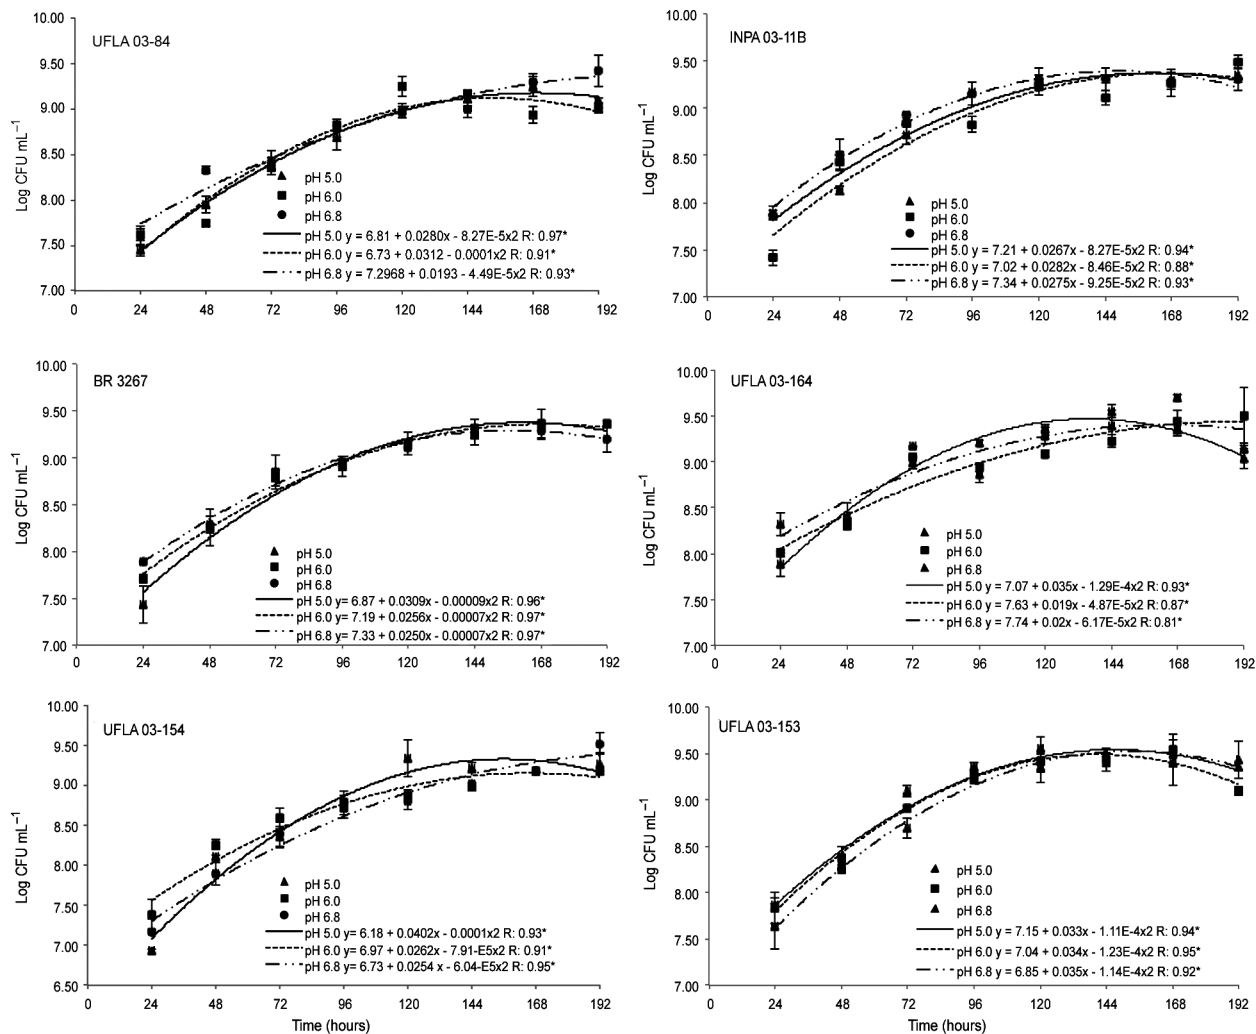 UFLA 03-84
Log CFU mL–1
10.00
9.50
9.00
8.50
8.00
7.50
7.00
0 24 48 72 96 120 144 168 192
pH 5.0
pH 6.0
pH 6.8
pH 5.0 y = 6.81 + 0.0280x - 8.27E-5x2 R: 0.97*
pH 6.0 y = 6.73 + 0.0312x - 0.0001x2 R: 0.91*
pH 6.8 y = 7.2968 + 0.0193x - 4.49E-5x2 R: 0.93*
INPA 03-11B
Log CFU mL–1
10.00
9.50
9.00
8.50
8.00
7.50
7.00
0 24 48 72 96 120 144 168 192
pH 5.0
pH 6.0
pH 6.8
pH 5.0 y = 7.21 + 0.0267x - 8.27E-5x2 R: 0.94*
pH 6.0 y = 7.02 + 0.0282x - 8.46E-5x2 R: 0.88*
pH 6.8 y = 7.34 + 0.0275x - 9.25E-5x2 R: 0.93*
BR 3267
Log CFU mL–1
10.00
9.50
9.00
8.50
8.00
7.50
7.00
0 24 48 72 96 120 144 168 192
pH 5.0
pH 6.0
pH 6.8
pH 5.0 y= 6.87 + 0.0309x - 0.00009x2 R: 0.96*
pH 6.0 y= 7.19 + 0.0256x - 0.00007x2 R: 0.97*
pH 6.8 y= 7.33 + 0.0250x - 0.00007x2 R: 0.97*
UFLA 03-164
Log CFU mL–1
10.00
9.50
9.00
8.50
8.00
7.50
7.00
0 24 48 72 96 120 144 168 192
pH 5.0
pH 6.0
pH 6.8
pH 5.0 y = 7.07 + 0.035x - 1.29E-4x2 R: 0.93*
pH 6.0 y = 7.63 + 0.019x - 4.87E-5x2 R: 0.87*
pH 6.8 y = 7.74 + 0.02x - 6.17E-5x2 R: 0.81*
UFLA 03-154
Log CFU mL–1
10.00
9.50
9.00
8.50
8.00
7.50
7.00
6.50
0 24 48 72 96 120 144 168 192
pH 5.0
pH 6.0
pH 6.8
pH 5.0 y= 6.18 + 0.0402x - 0.0001x2 R: 0.93*
pH 6.0 y= 6.97 + 0.0262x - 7.91-E5x2 R: 0.91*
pH 6.8 y= 6.73 + 0.0254 x - 6.04-E5x2 R: 0.95*
Time (hours)
UFLA 03-153
Log CFU mL–1
10.00
9.50
9.00
8.50
8.00
7.50
7.00
0 24 48 72 96 120 144 168 192
pH 5.0
pH 6.0
pH 6.8
pH 5.0 y = 7.15 + 0.033x - 1.11E-4x2 R: 0.94*
pH 6.0 y = 7.04 + 0.034x - 1.23E-4x2 R: 0.95*
pH 6.8 y = 6.85 + 0.035x - 1.14E-4x2 R: 0.92*
Time (hours)